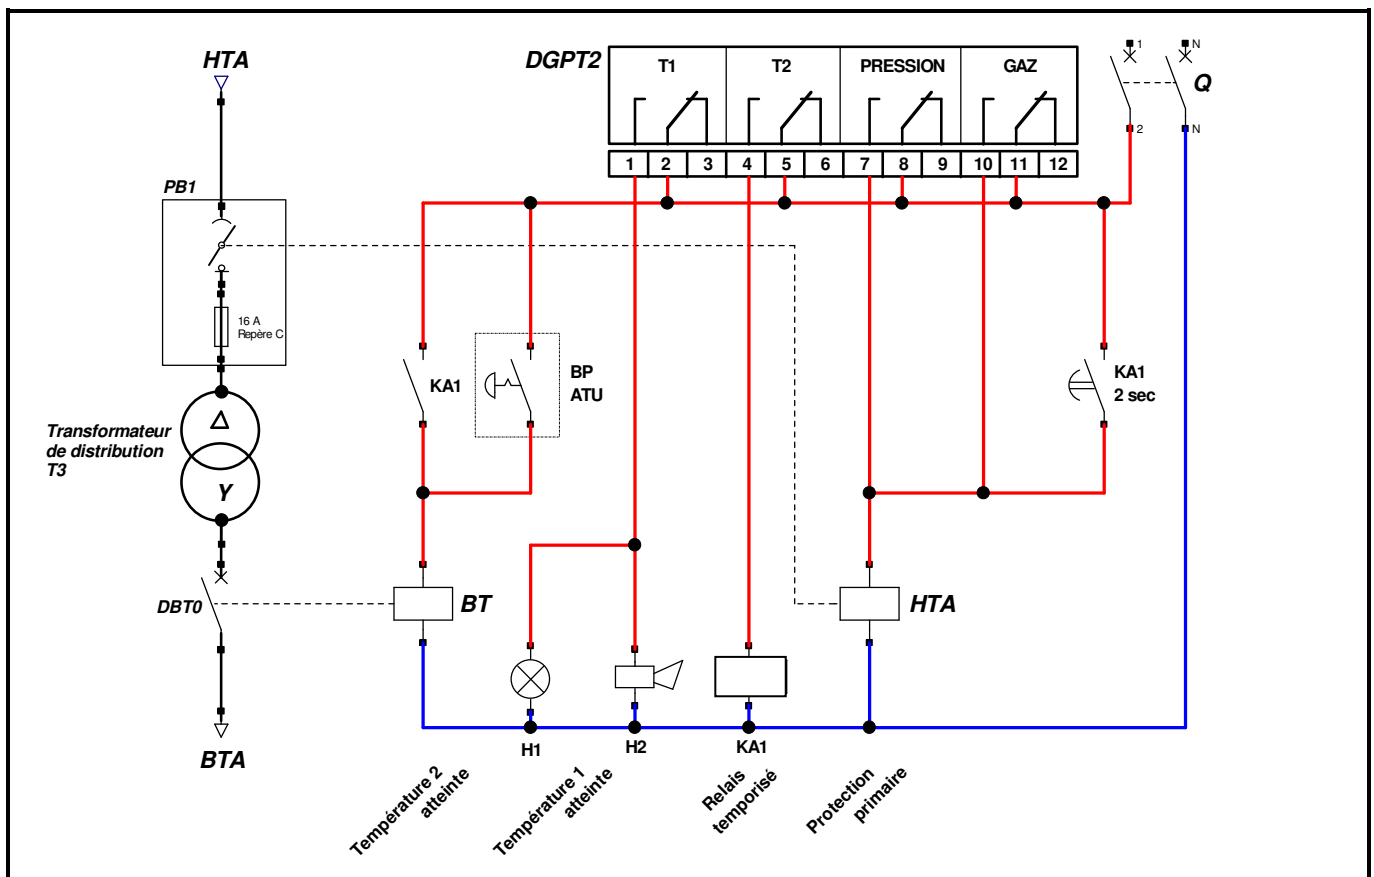 HTA
DGPT2
T1
T2
PRESSION
GAZ
1
N
Q
2
N
1
2
3
4
5
6
7
8
9
10
11
12
PB1
16 A
Repère C
KA1
BP
ATU
KA1
2 sec
Transformateur
de distribution
T3
Δ
Y
DBT0
BT
HTA
BTA
H1
H2
KA1
Température 2
atteinte
Température 1
atteinte
Relais
temporisé
Protection
primaire